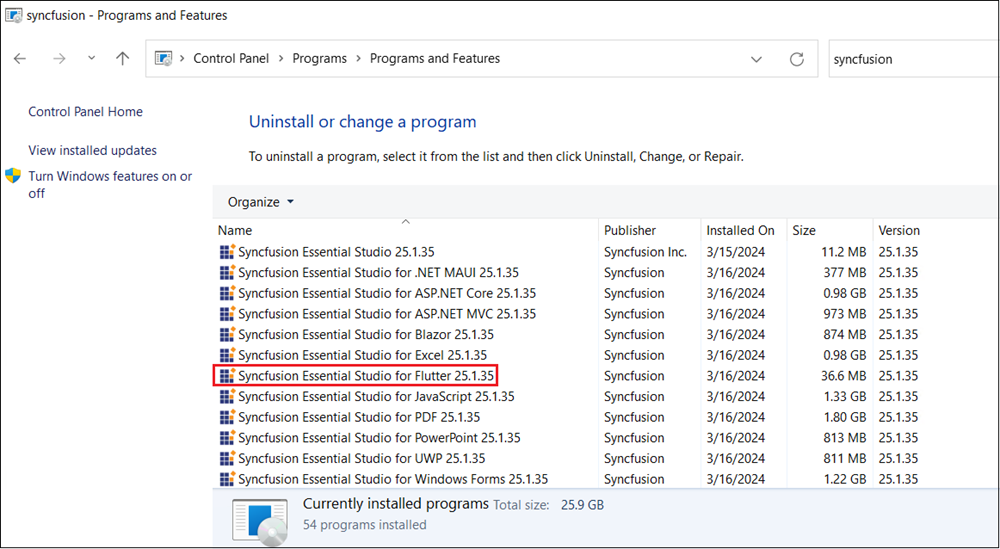 syncfusion - Programs and Features
Control Panel > Programs > Programs and Features
syncfusion
Control Panel Home
View installed updates
Turn Windows features on or
off
Uninstall or change a program
To uninstall a program, select it from the list and then click Uninstall, Change, or Repair.
Organize
Name Publisher Installed On Size Version
Syncfusion Essential Studio 25.1.35 Syncfusion Inc. 3/15/2024 11.2 MB 25.1.35
Syncfusion Essential Studio for .NET MAUI 25.1.35 Syncfusion 3/16/2024 377 MB 25.1.35
Syncfusion Essential Studio for ASP.NET Core 25.1.35 Syncfusion 3/16/2024 0.98 GB 25.1.35
Syncfusion Essential Studio for ASP.NET MVC 25.1.35 Syncfusion 3/16/2024 973 MB 25.1.35
Syncfusion Essential Studio for Blazor 25.1.35 Syncfusion 3/16/2024 874 MB 25.1.35
Syncfusion Essential Studio for Excel 25.1.35 Syncfusion 3/16/2024 0.98 GB 25.1.35
Syncfusion Essential Studio for Flutter 25.1.35 Syncfusion 3/16/2024 36.6 MB 25.1.35
Syncfusion Essential Studio for JavaScript 25.1.35 Syncfusion 3/16/2024 1.33 GB 25.1.35
Syncfusion Essential Studio for PDF 25.1.35 Syncfusion 3/16/2024 1.80 GB 25.1.35
Syncfusion Essential Studio for PowerPoint 25.1.35 Syncfusion 3/16/2024 813 MB 25.1.35
Syncfusion Essential Studio for UWP 25.1.35 Syncfusion 3/16/2024 811 MB 25.1.35
Syncfusion Essential Studio for Windows Forms 25.1.35 Syncfusion 3/16/2024 1.22 GB 25.1.35
Currently installed programs Total size: 25.9 GB
54 programs installed